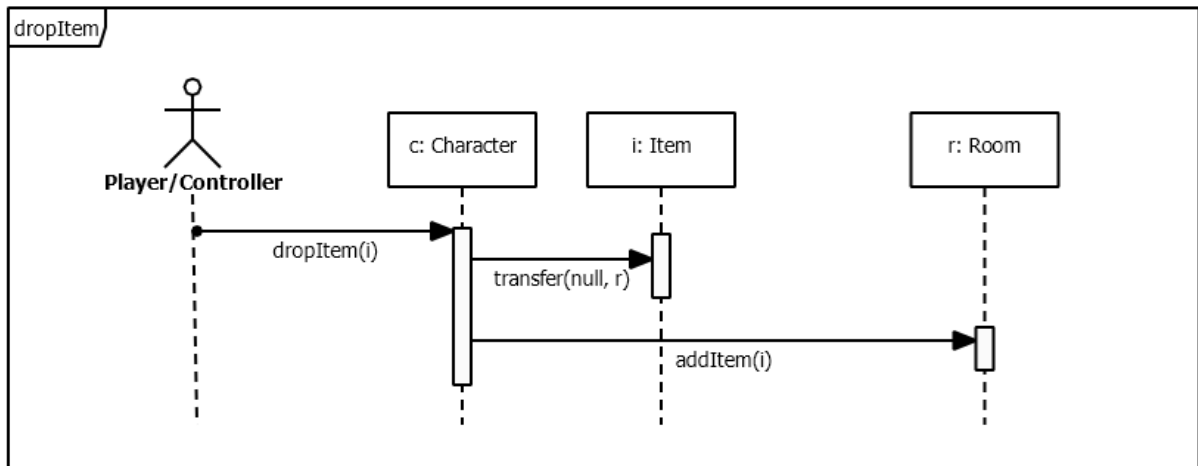 dropItem
c: Character
i: Item
r: Room
Player/Controller
dropItem(i)
transfer(null, r)
addItem(i)